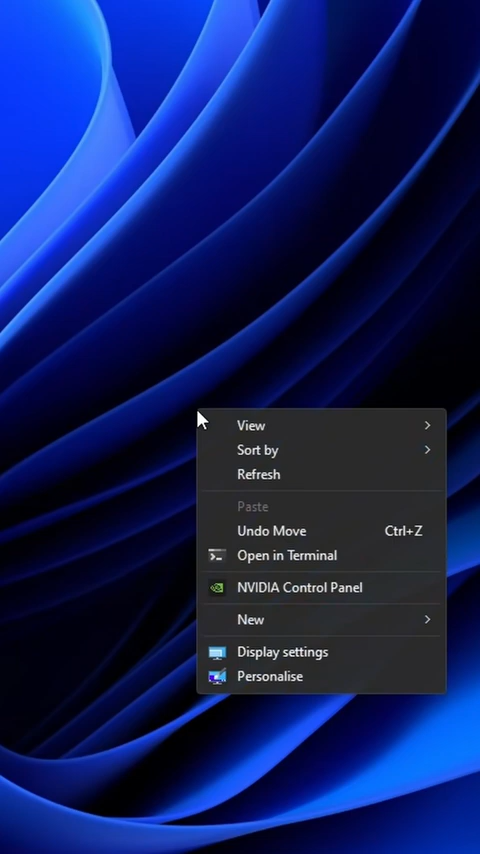 View
Sort by
Refresh
Paste
Undo Move Ctrl+Z
Open in Terminal
NVIDIA Control Panel
New
Display settings
Personalise